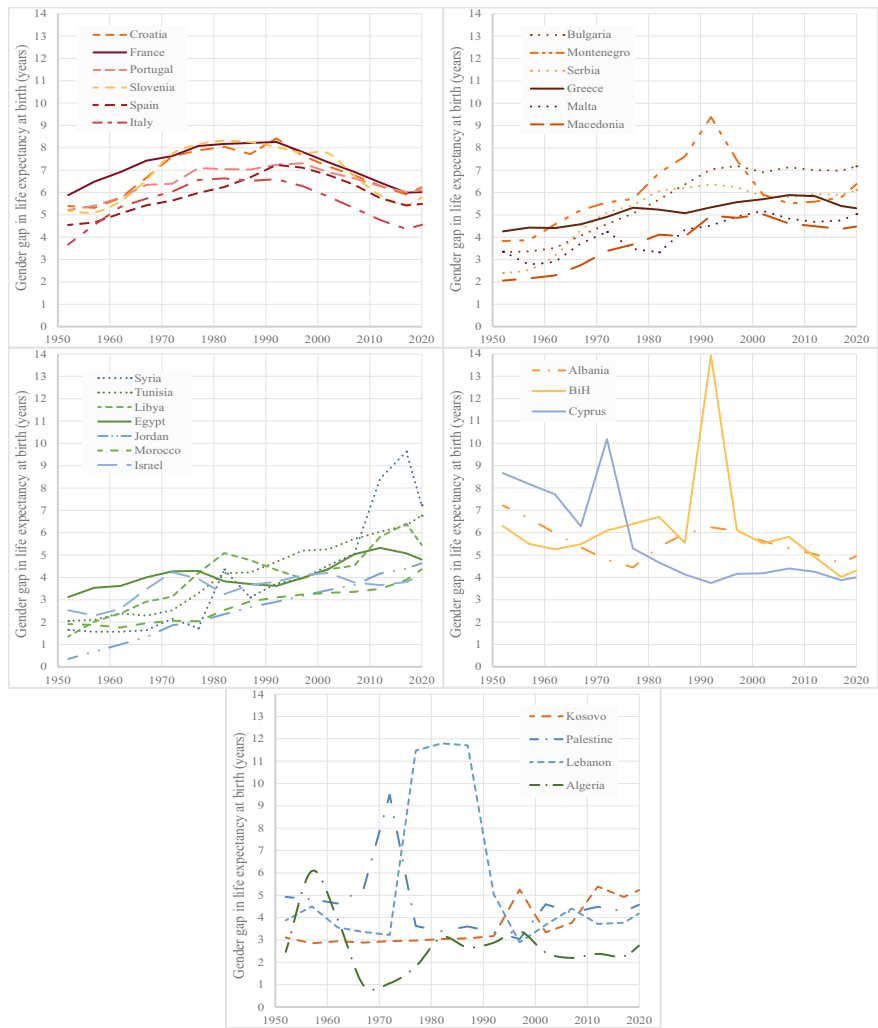 Gender gap in life expectancy at birth (years)
14
13
12
11
10
9
8
7
6
5
4
3
2
1
0
Croatia
France
Portugal
Slovenia
Spain
Italy
1950 1960 1970 1980 1990 2000 2010 2020
Gender gap in life expectancy at birth (years)
14
13
12
11
10
9
8
7
6
5
4
3
2
1
0
Bulgaria
Montenegro
Serbia
Greece
Malta
Macedonia
1950 1960 1970 1980 1990 2000 2010 2020
Gender gap in life expectancy at birth (years)
14
13
12
11
10
9
8
7
6
5
4
3
2
1
0
Syria
Tunisia
Libya
Egypt
Jordan
Morocco
Israel
1950 1960 1970 1980 1990 2000 2010 2020
Gender gap in life expectancy at birth (years)
14
13
12
11
10
9
8
7
6
5
4
3
2
1
0
Albania
BiH
Cyprus
1950 1960 1970 1980 1990 2000 2010 2020
Gender gap in life expectancy at birth (years)
14
13
12
11
10
9
8
7
6
5
4
3
2
1
0
Kosovo
Palestine
Lebanon
Algeria
1950 1960 1970 1980 1990 2000 2010 2020